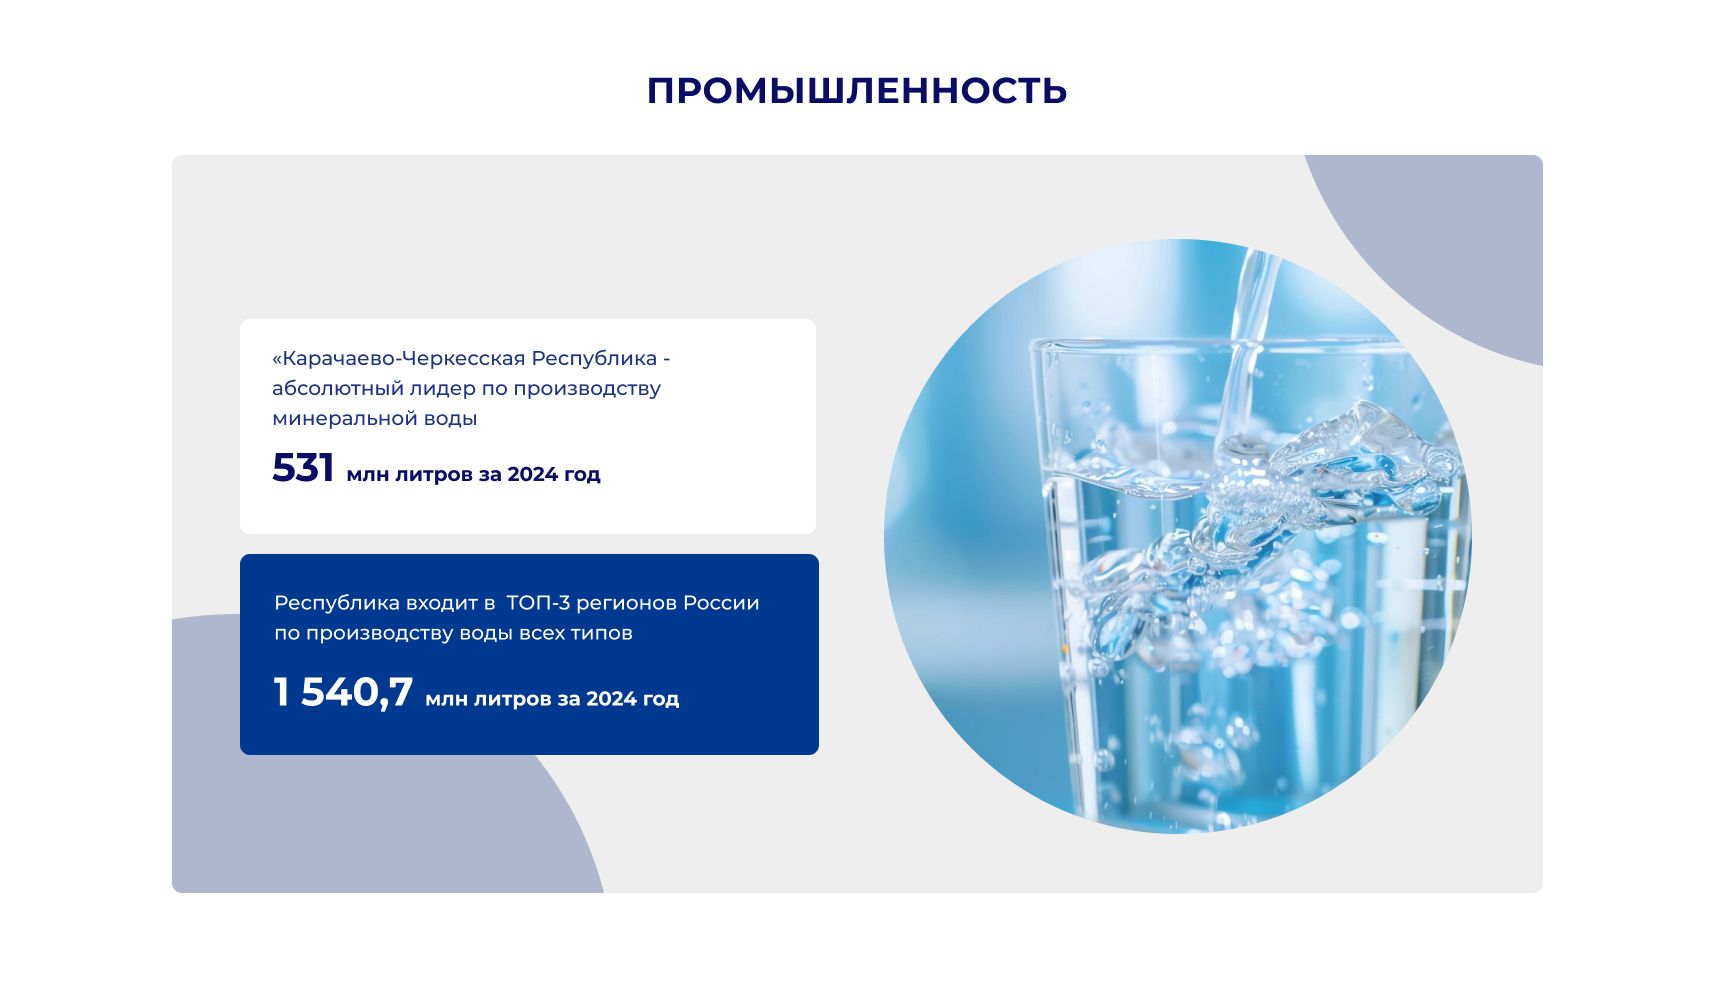 ПРОМЫШЛЕННОСТЬ
«Карачаево-Черкесская Республика -
абсолютный лидер по производству
минеральной воды
531 млн литров за 2024 год
Республика входит в  ТОП-3 регионов России
по производству воды всех типов
1 540,7 млн литров за 2024 год